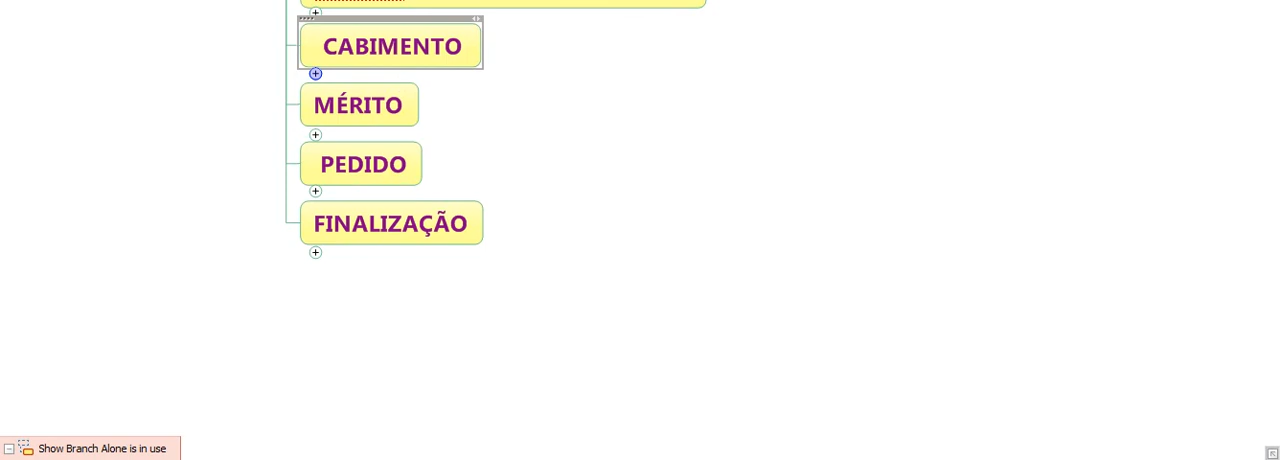 CABIMENTO
MÉRITO
PEDIDO
FINALIZAÇÃO
Show Branch Alone is in use